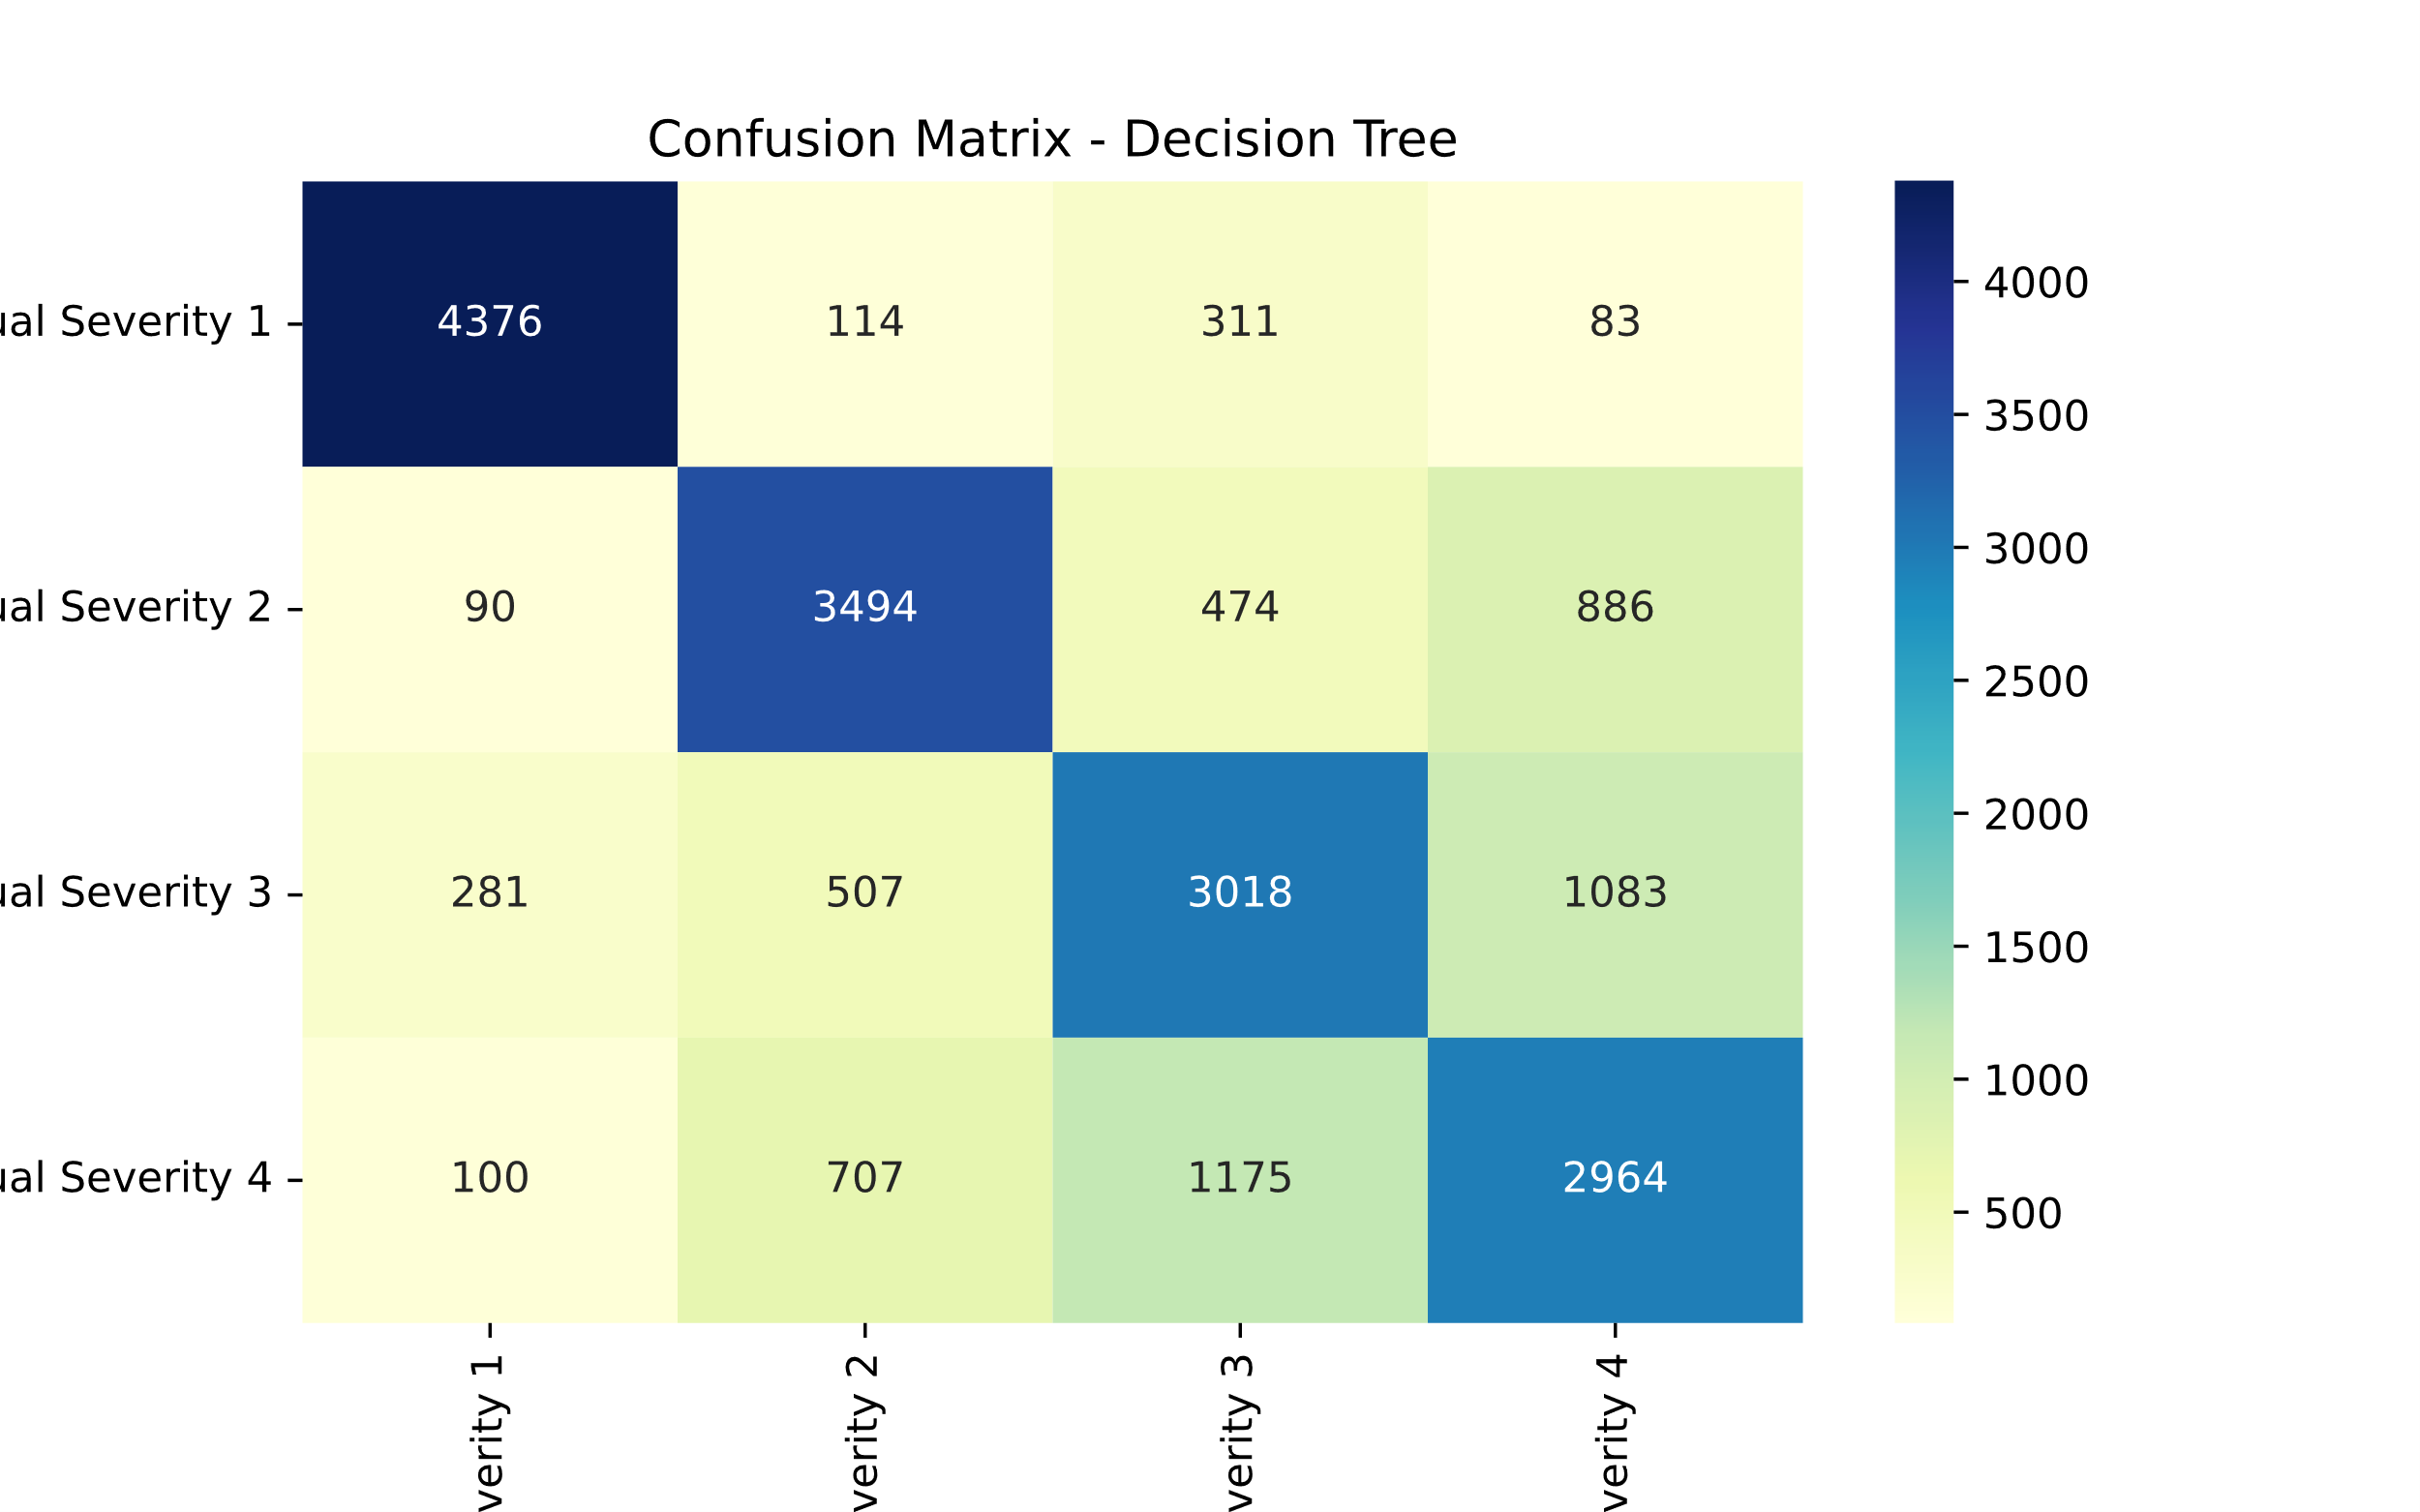 Confusion Matrix - Decision Tree
ual Severity 1
4376 114 311 83
ual Severity 2
90 3494 474 886
ual Severity 3
281 507 3018 1083
ual Severity 4
100 707 1175 2964
verity 1
verity 2
verity 3
verity 4
4000
3500
3000
2500
2000
1500
1000
500